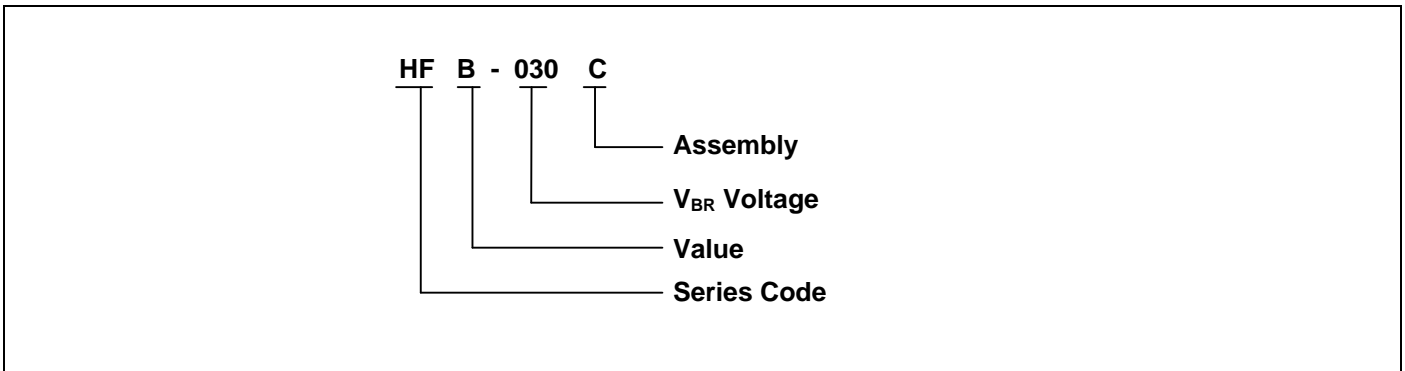 HF B - 030 C
Assembly
VBR Voltage
Value
Series Code